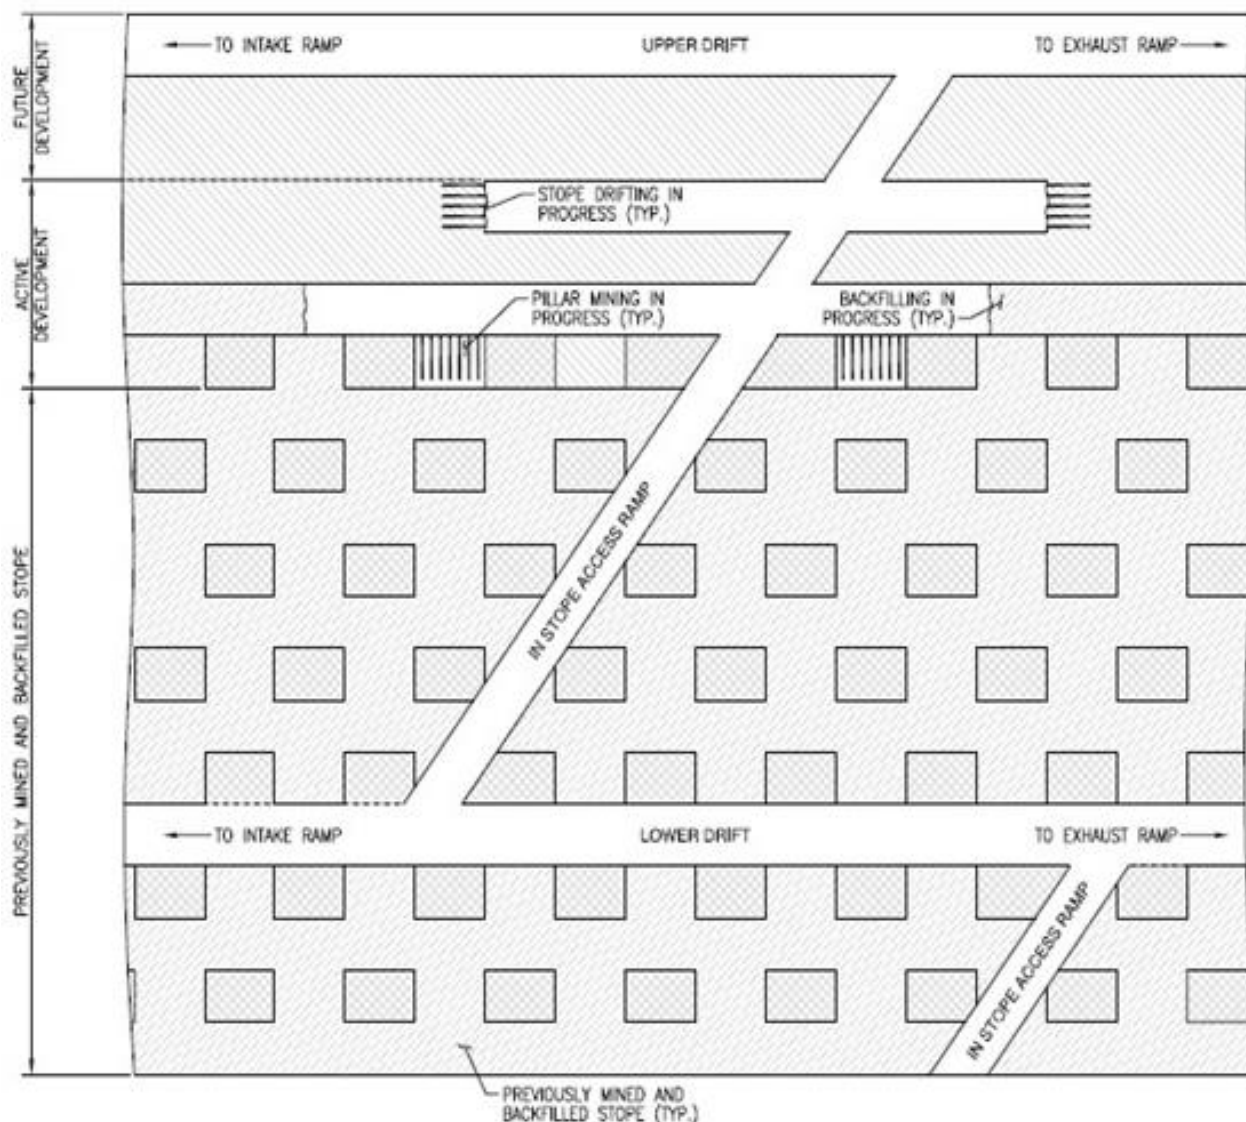 TO INTAKE RAMP
UPPER DRIFT
TO EXHAUST RAMP
FUTURE
DEVELOPMENT
STOPE DRIFTING IN
PROGRESS (TYP.)
ACTIVE
DEVELOPMENT
PILLAR MINING IN
PROGRESS (TYP.)
BACKFILLING IN
PROGRESS (TYP.)
IN STOPE ACCESS RAMP
PREVIOUSLY MINED AND BACKFILLED STOPE
TO INTAKE RAMP
LOWER DRIFT
TO EXHAUST RAMP
IN STOPE ACCESS RAMP
PREVIOUSLY MINED AND
BACKFILLED STOPE (TYP.)